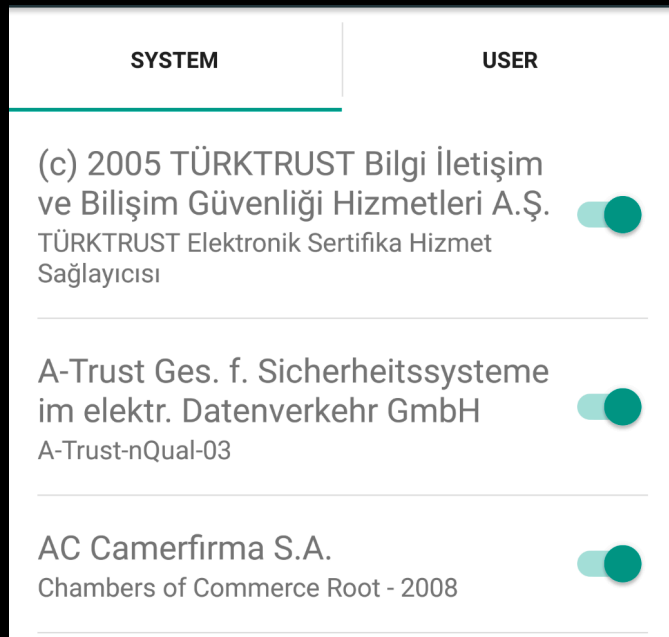 SYSTEM
USER
(c) 2005 TÜRKTRUST Bilgi İletişim
ve Bilişim Güvenliği Hizmetleri A.Ş.
TÜRKTRUST Elektronik Sertifika Hizmet
Sağlayıcısı
A-Trust Ges. f. Sicherheitssysteme
im elektr. Datenverkehr GmbH
A-Trust-nQual-03
AC Camerfirma S.A.
Chambers of Commerce Root - 2008